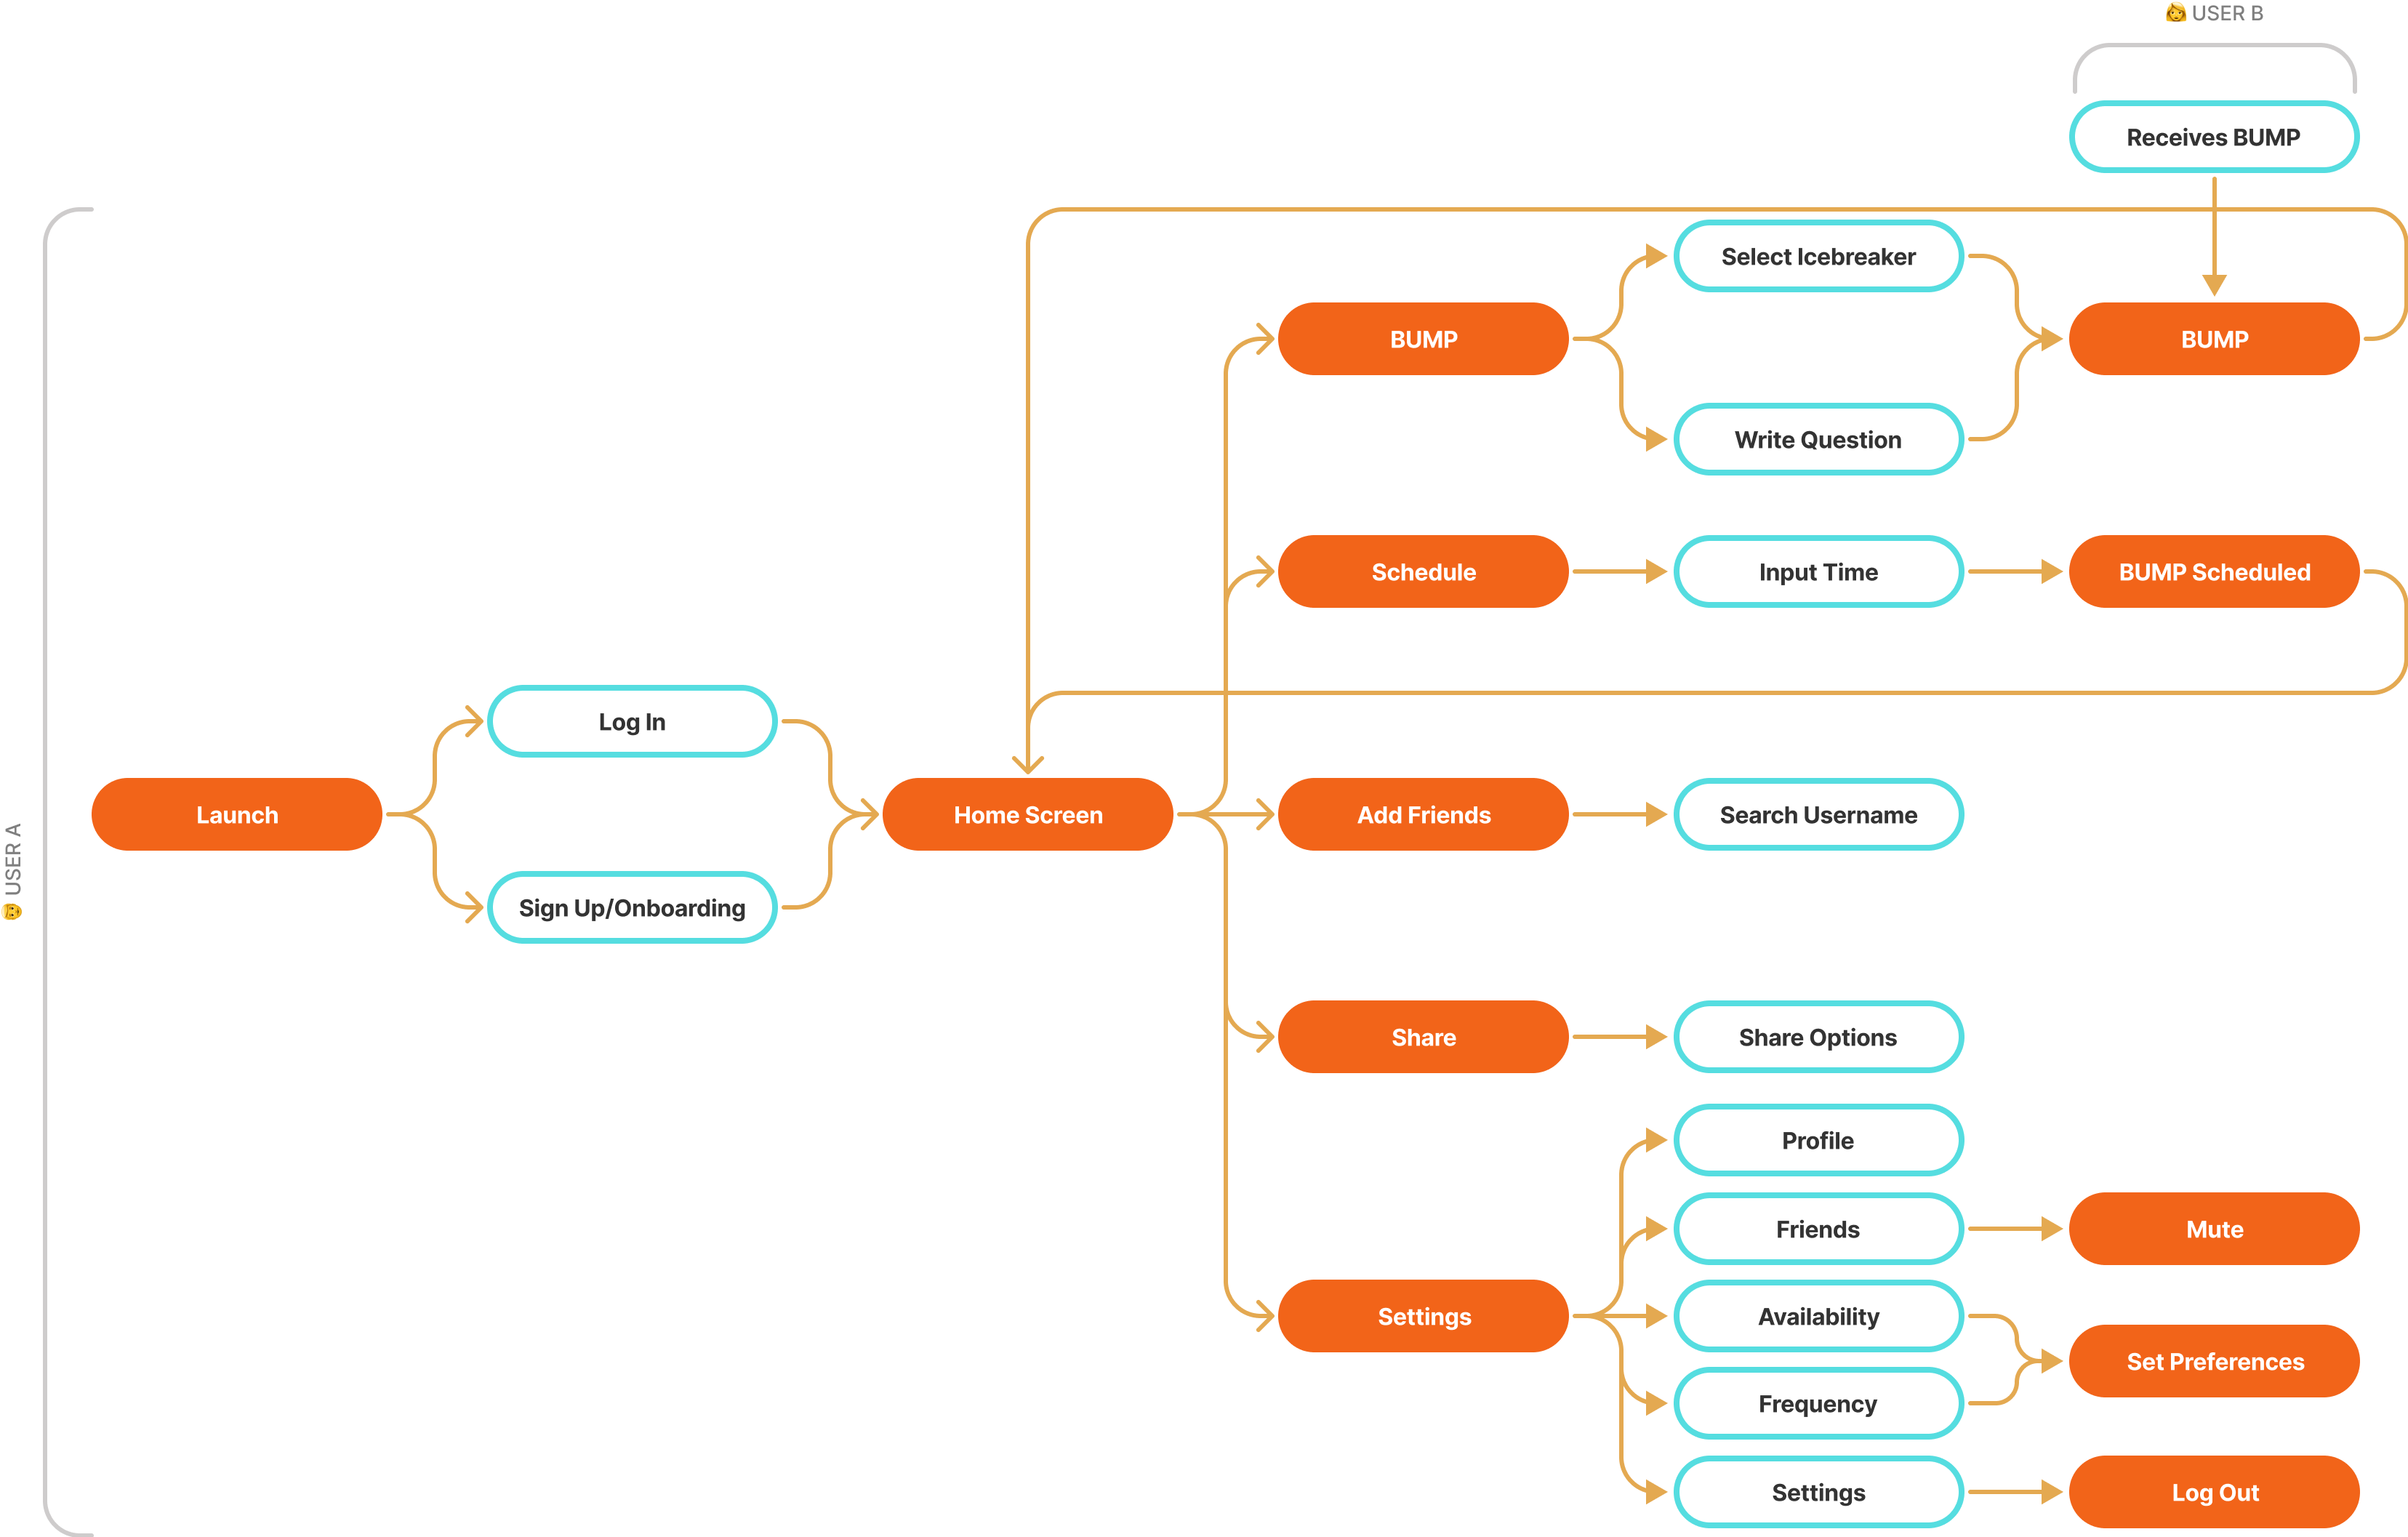 USER B
Receives BUMP
Select Icebreaker
BUMP
BUMP
Write Question
Schedule
Input Time
BUMP Scheduled
Log In
Launch
Home Screen
Add Friends
Search Username
USER A
Sign Up/Onboarding
Share
Share Options
Profile
Friends
Mute
Settings
Availability
Set Preferences
Frequency
Settings
Log Out